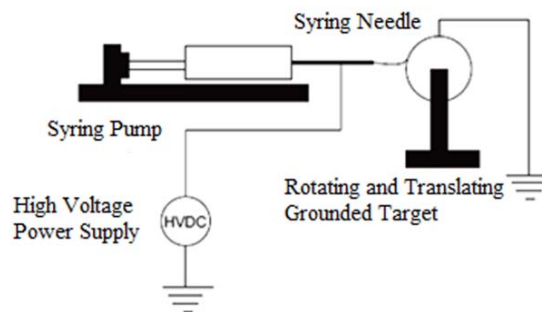 Syring Needle
Syring Pump
High Voltage
Power Supply
HVDC
Rotating and Translating
Grounded Target